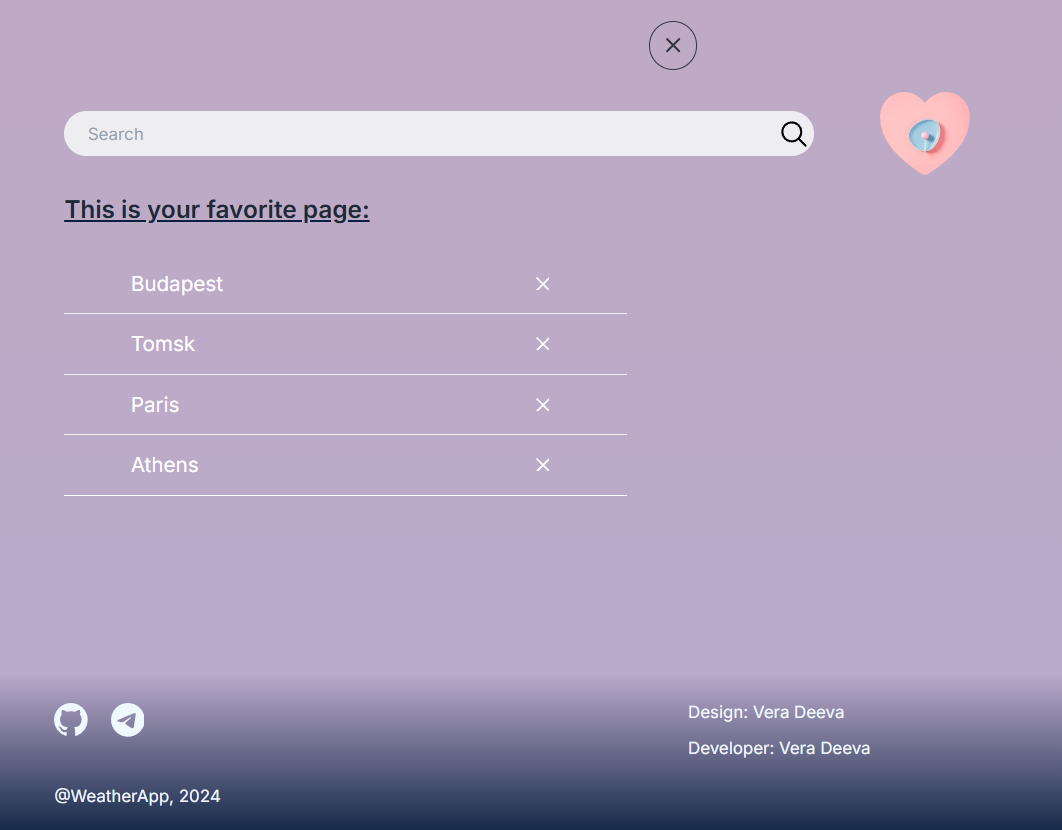 Search
This is your favorite page:
Budapest
Tomsk
Paris
Athens
Design: Vera Deeva
Developer: Vera Deeva
@WeatherApp, 2024